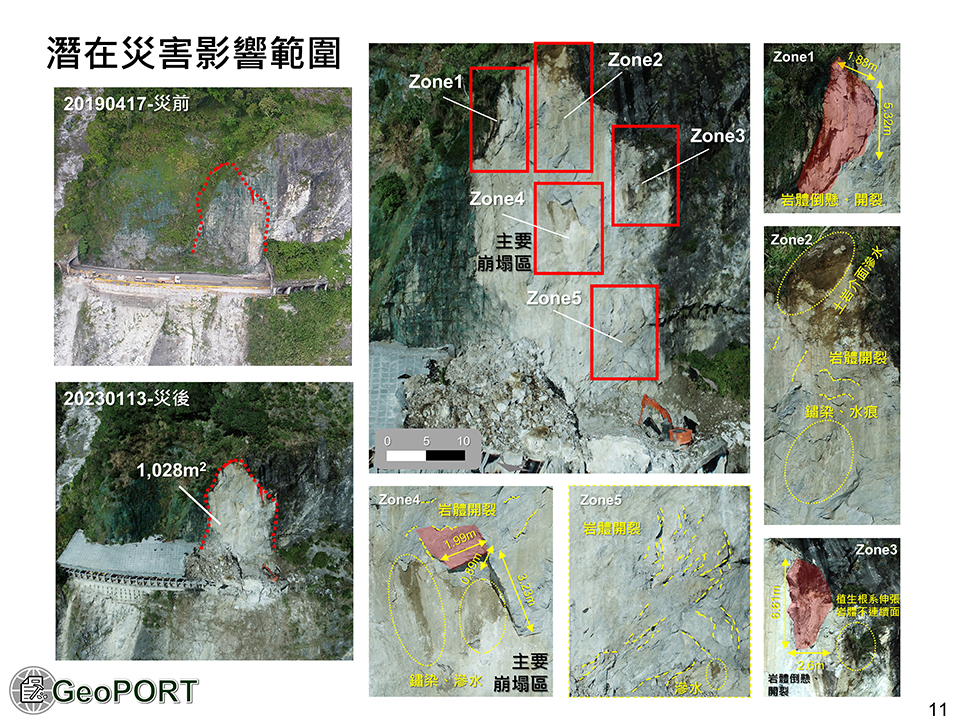 潛在災害影響範圍
20190417-災前
20230113-災後
1,028m²
Zone1
Zone2
Zone3
Zone4
主要
崩塌區
Zone5
0 5 10
Zone1
1.88m
5.32m
岩體倒懸、開裂
Zone2
土岩介面滲水
岩體開裂
鏽染、水痕
Zone4
岩體開裂
1.99m
0.89m
鏽染、滲水
主要
崩塌區
Zone5
岩體開裂
滲水
Zone3
植生根系伸張
岩體不連續面
2.0m
岩體倒懸、
開裂
GeoPORT
11